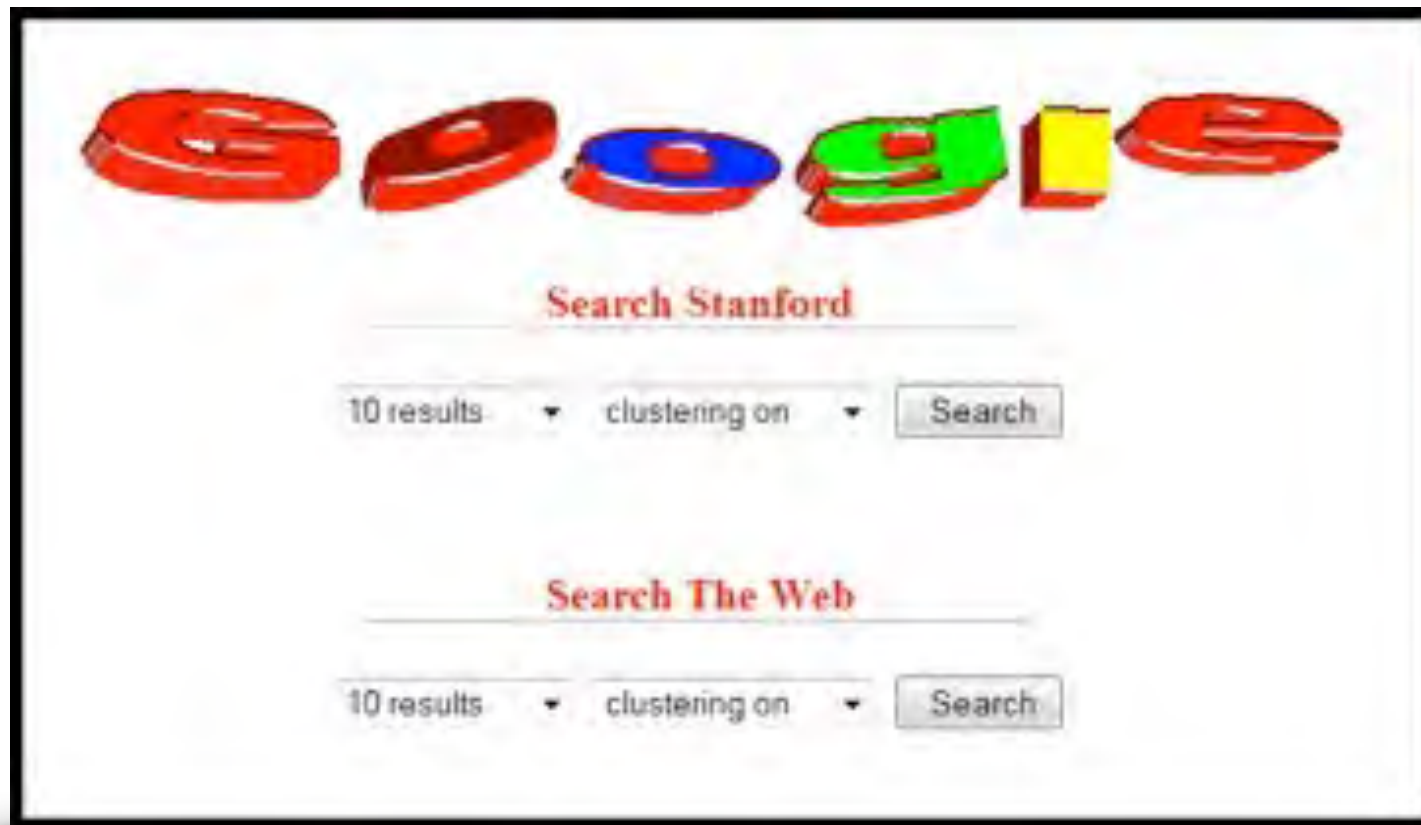 Google
Search Stanford
10 results clustering on Search
Search The Web
10 results clustering on Search